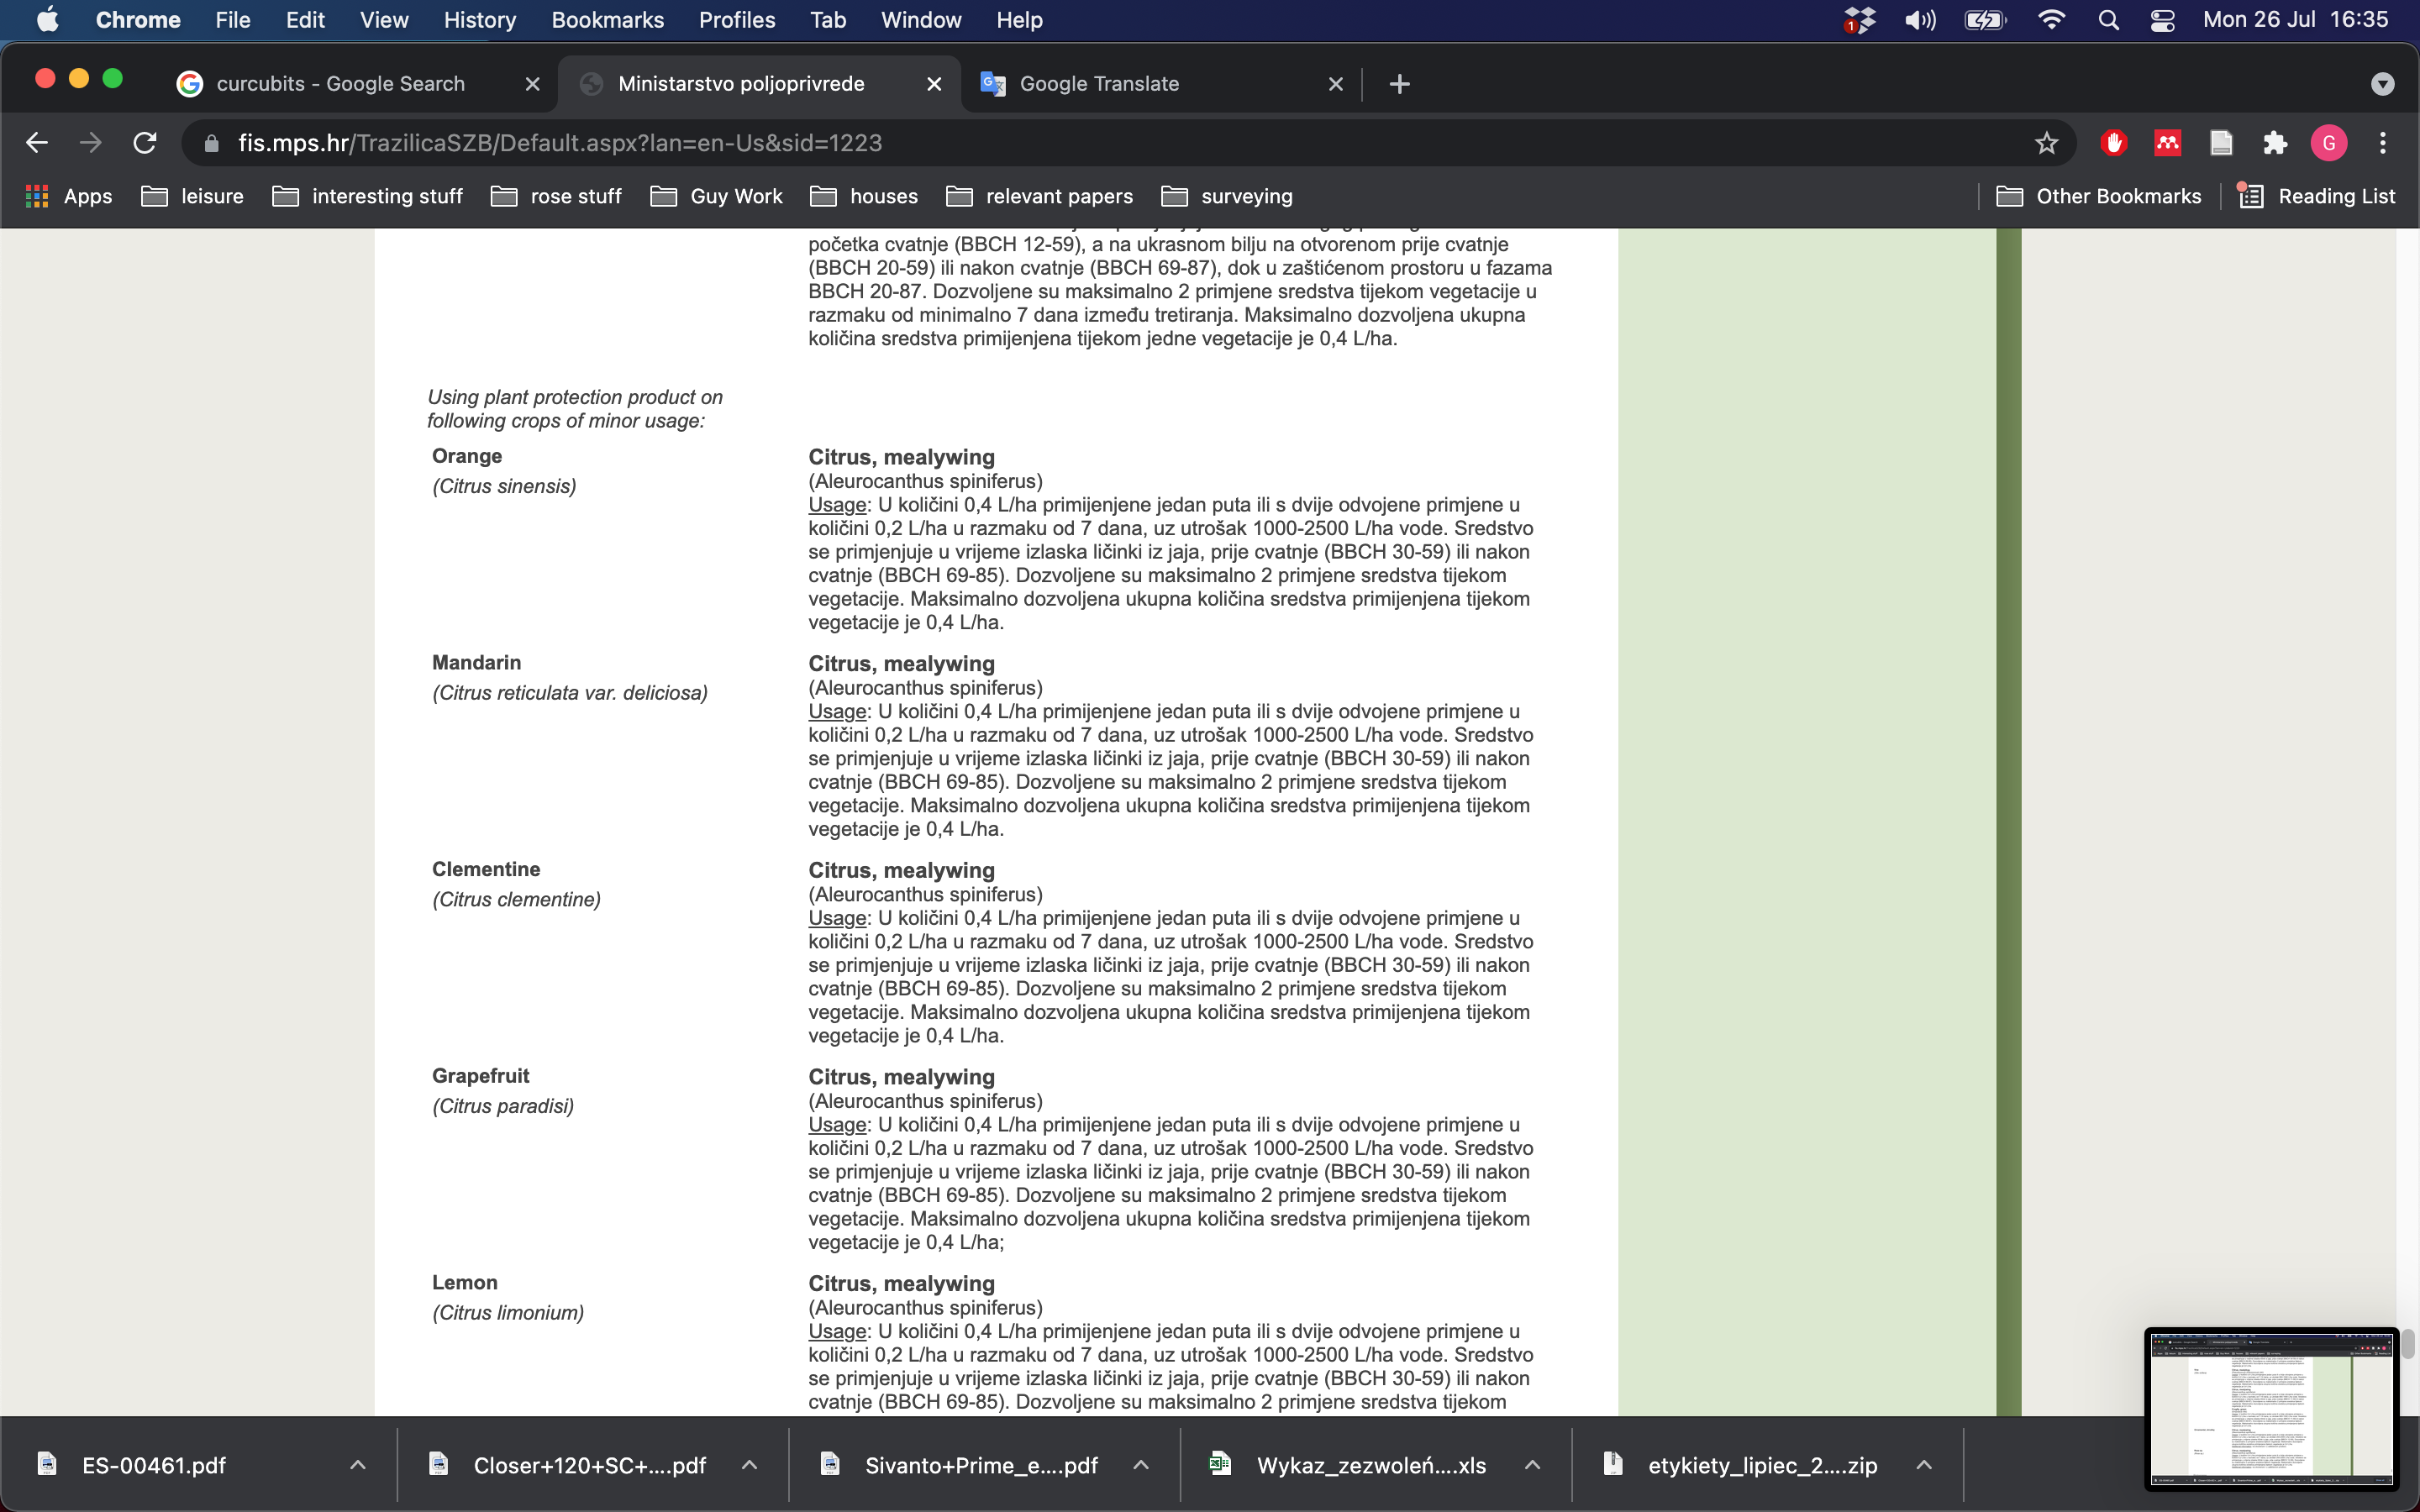 Chrome File Edit View History Bookmarks Profiles Tab Window Help 1 Mon 26 Jul 16:35
curcubits - Google Search Ministarstvo poljoprivrede Google Translate
fis.mps.hr/TrazilicaSZB/Default.aspx?lan=en-Us&sid=1223 G
Apps leisure interesting stuff rose stuff Guy Work houses relevant papers surveying Other Bookmarks Reading List
početka cvatnje (BBCH 12-59), a na ukrasnom bilju na otvorenom prije cvatnje
(BBCH 20-59) ili nakon cvatnje (BBCH 69-87), dok u zaštićenom prostoru u fazama
BBCH 20-87. Dozvoljene su maksimalno 2 primjene sredstva tijekom vegetacije u
razmaku od minimalno 7 dana između tretiranja. Maksimalno dozvoljena ukupna
količina sredstva primijenjena tijekom jedne vegetacije je 0,4 L/ha.
Using plant protection product on
following crops of minor usage:
Orange
(Citrus sinensis)
Citrus, mealywing
(Aleurocanthus spiniferus)
Usage: U količini 0,4 L/ha primijenjene jedan puta ili s dvije odvojene primjene u
količini 0,2 L/ha u razmaku od 7 dana, uz utrošak 1000-2500 L/ha vode. Sredstvo
se primjenjuje u vrijeme izlaska ličinki iz jaja, prije cvatnje (BBCH 30-59) ili nakon
cvatnje (BBCH 69-85). Dozvoljene su maksimalno 2 primjene sredstva tijekom
vegetacije. Maksimalno dozvoljena ukupna količina sredstva primijenjena tijekom
vegetacije je 0,4 L/ha.
Mandarin
(Citrus reticulata var. deliciosa)
Citrus, mealywing
(Aleurocanthus spiniferus)
Usage: U količini 0,4 L/ha primijenjene jedan puta ili s dvije odvojene primjene u
količini 0,2 L/ha u razmaku od 7 dana, uz utrošak 1000-2500 L/ha vode. Sredstvo
se primjenjuje u vrijeme izlaska ličinki iz jaja, prije cvatnje (BBCH 30-59) ili nakon
cvatnje (BBCH 69-85). Dozvoljene su maksimalno 2 primjene sredstva tijekom
vegetacije. Maksimalno dozvoljena ukupna količina sredstva primijenjena tijekom
vegetacije je 0,4 L/ha.
Clementine
(Citrus clementine)
Citrus, mealywing
(Aleurocanthus spiniferus)
Usage: U količini 0,4 L/ha primijenjene jedan puta ili s dvije odvojene primjene u
količini 0,2 L/ha u razmaku od 7 dana, uz utrošak 1000-2500 L/ha vode. Sredstvo
se primjenjuje u vrijeme izlaska ličinki iz jaja, prije cvatnje (BBCH 30-59) ili nakon
cvatnje (BBCH 69-85). Dozvoljene su maksimalno 2 primjene sredstva tijekom
vegetacije. Maksimalno dozvoljena ukupna količina sredstva primijenjena tijekom
vegetacije je 0,4 L/ha.
Grapefruit
(Citrus paradisi)
Citrus, mealywing
(Aleurocanthus spiniferus)
Usage: U količini 0,4 L/ha primijenjene jedan puta ili s dvije odvojene primjene u
količini 0,2 L/ha u razmaku od 7 dana, uz utrošak 1000-2500 L/ha vode. Sredstvo
se primjenjuje u vrijeme izlaska ličinki iz jaja, prije cvatnje (BBCH 30-59) ili nakon
cvatnje (BBCH 69-85). Dozvoljene su maksimalno 2 primjene sredstva tijekom
vegetacije. Maksimalno dozvoljena ukupna količina sredstva primijenjena tijekom
vegetacije je 0,4 L/ha;
Lemon
(Citrus limonium)
Citrus, mealywing
(Aleurocanthus spiniferus)
Usage: U količini 0,4 L/ha primijenjene jedan puta ili s dvije odvojene primjene u
količini 0,2 L/ha u razmaku od 7 dana, uz utrošak 1000-2500 L/ha vode. Sredstvo
se primjenjuje u vrijeme izlaska ličinki iz jaja, prije cvatnje (BBCH 30-59) ili nakon
cvatnje (BBCH 69-85). Dozvoljene su maksimalno 2 primjene sredstva tijekom
ES-00461.pdf Closer+120+SC+....pdf Sivanto+Prime_e....pdf Wykaz_zezwoleń....xls etykiety_lipiec_2....zip